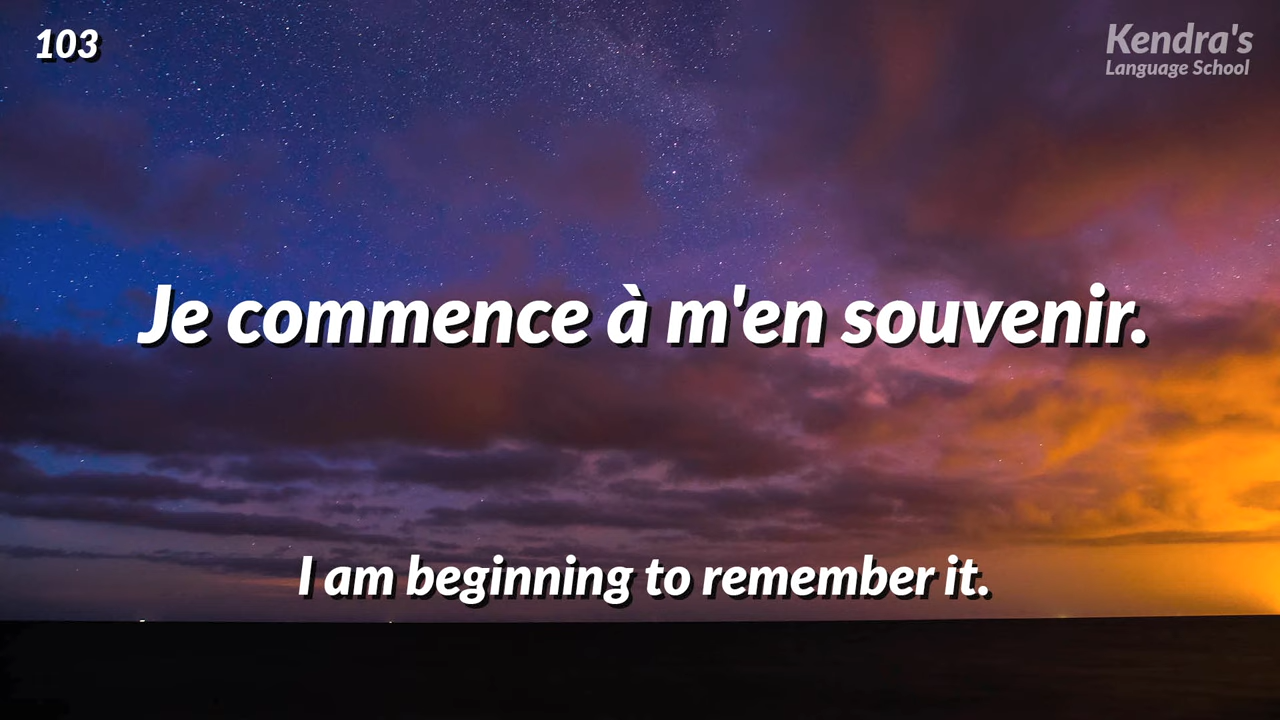 103
Kendra's
Language School
Je commence à m'en souvenir.
I am beginning to remember it.